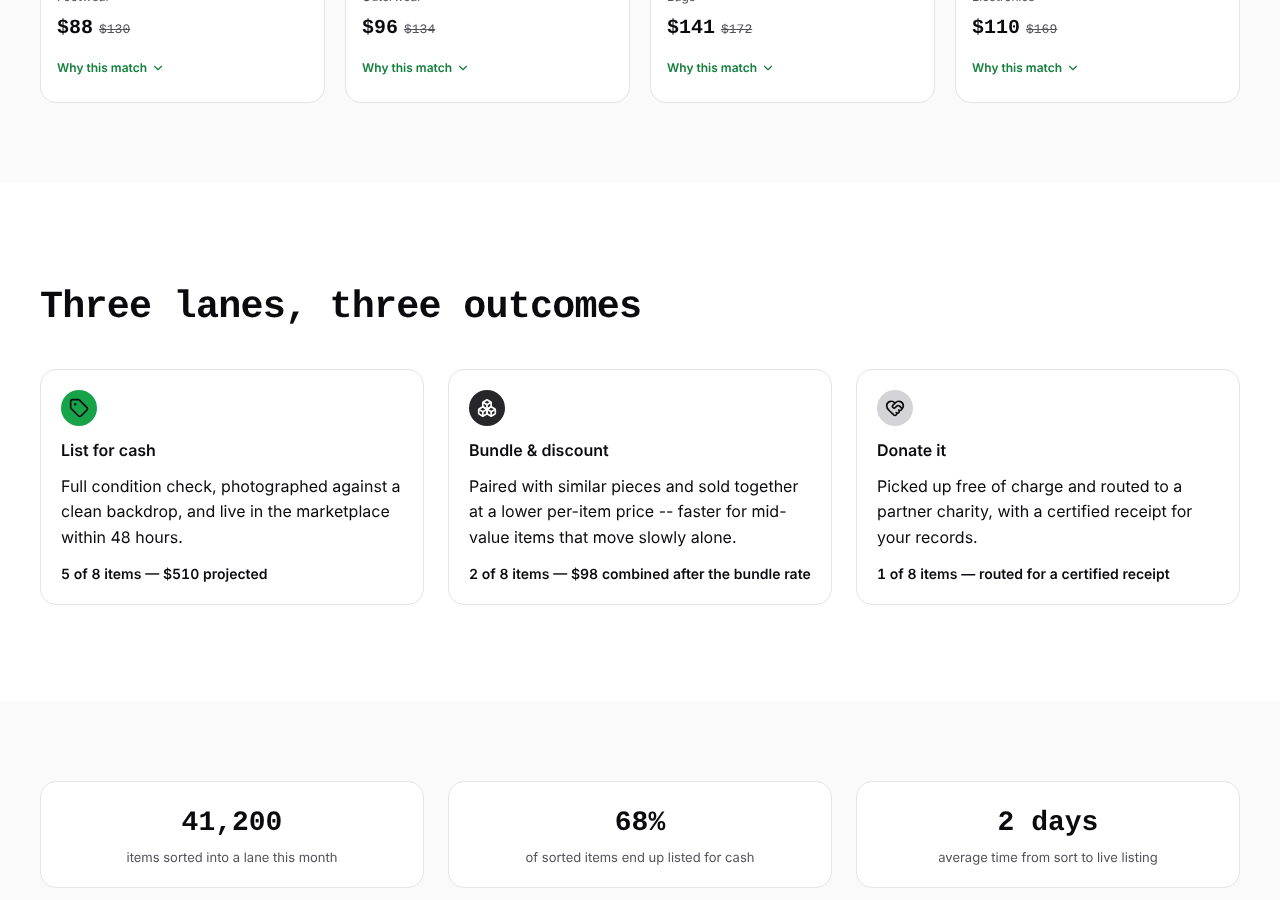 $88 $130
$96 $134
$141 $172
$110 $169
Why this match
Why this match
Why this match
Why this match
Three lanes, three outcomes
List for cash
Full condition check, photographed against a
clean backdrop, and live in the marketplace
within 48 hours.
5 of 8 items — $510 projected
Bundle & discount
Paired with similar pieces and sold together
at a lower per-item price -- faster for mid-
value items that move slowly alone.
2 of 8 items — $98 combined after the bundle rate
Donate it
Picked up free of charge and routed to a
partner charity, with a certified receipt for
your records.
1 of 8 items — routed for a certified receipt
41,200
items sorted into a lane this month
68%
of sorted items end up listed for cash
2 days
average time from sort to live listing